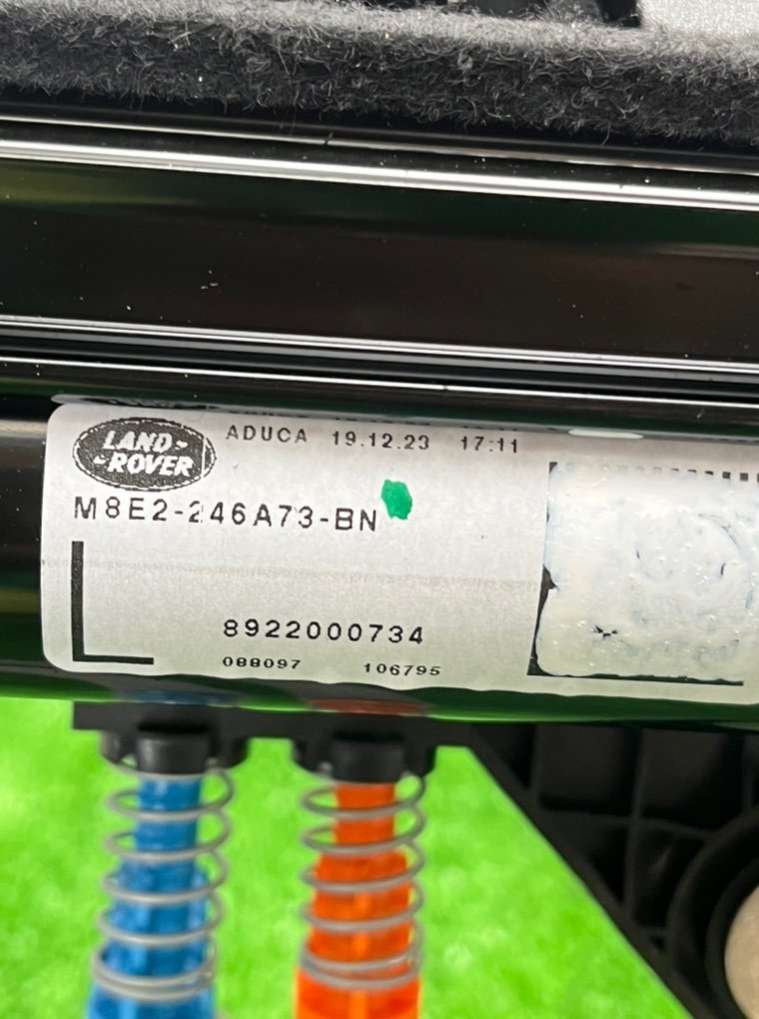 LAND-
-ROVER
ADUCA 19.12.23 17:11
M8E2-246A73-BN
L
8922000734
088097 106795